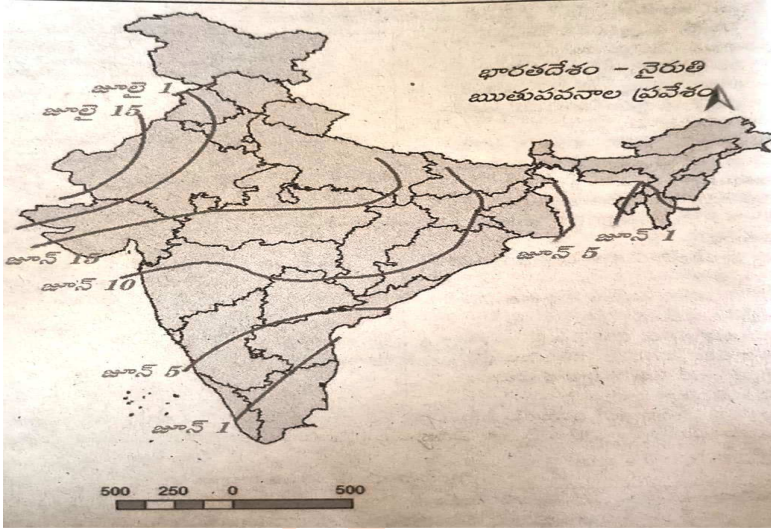 భారతదేశం - నైరుతి
ఋతుపవనాల ప్రవేశం
జూలై 1
జూలై 15
జూన్ 15
జూన్ 10
జూన్ 5
జూన్ 1
జూన్ 5
జూన్ 1
500 250 0 500